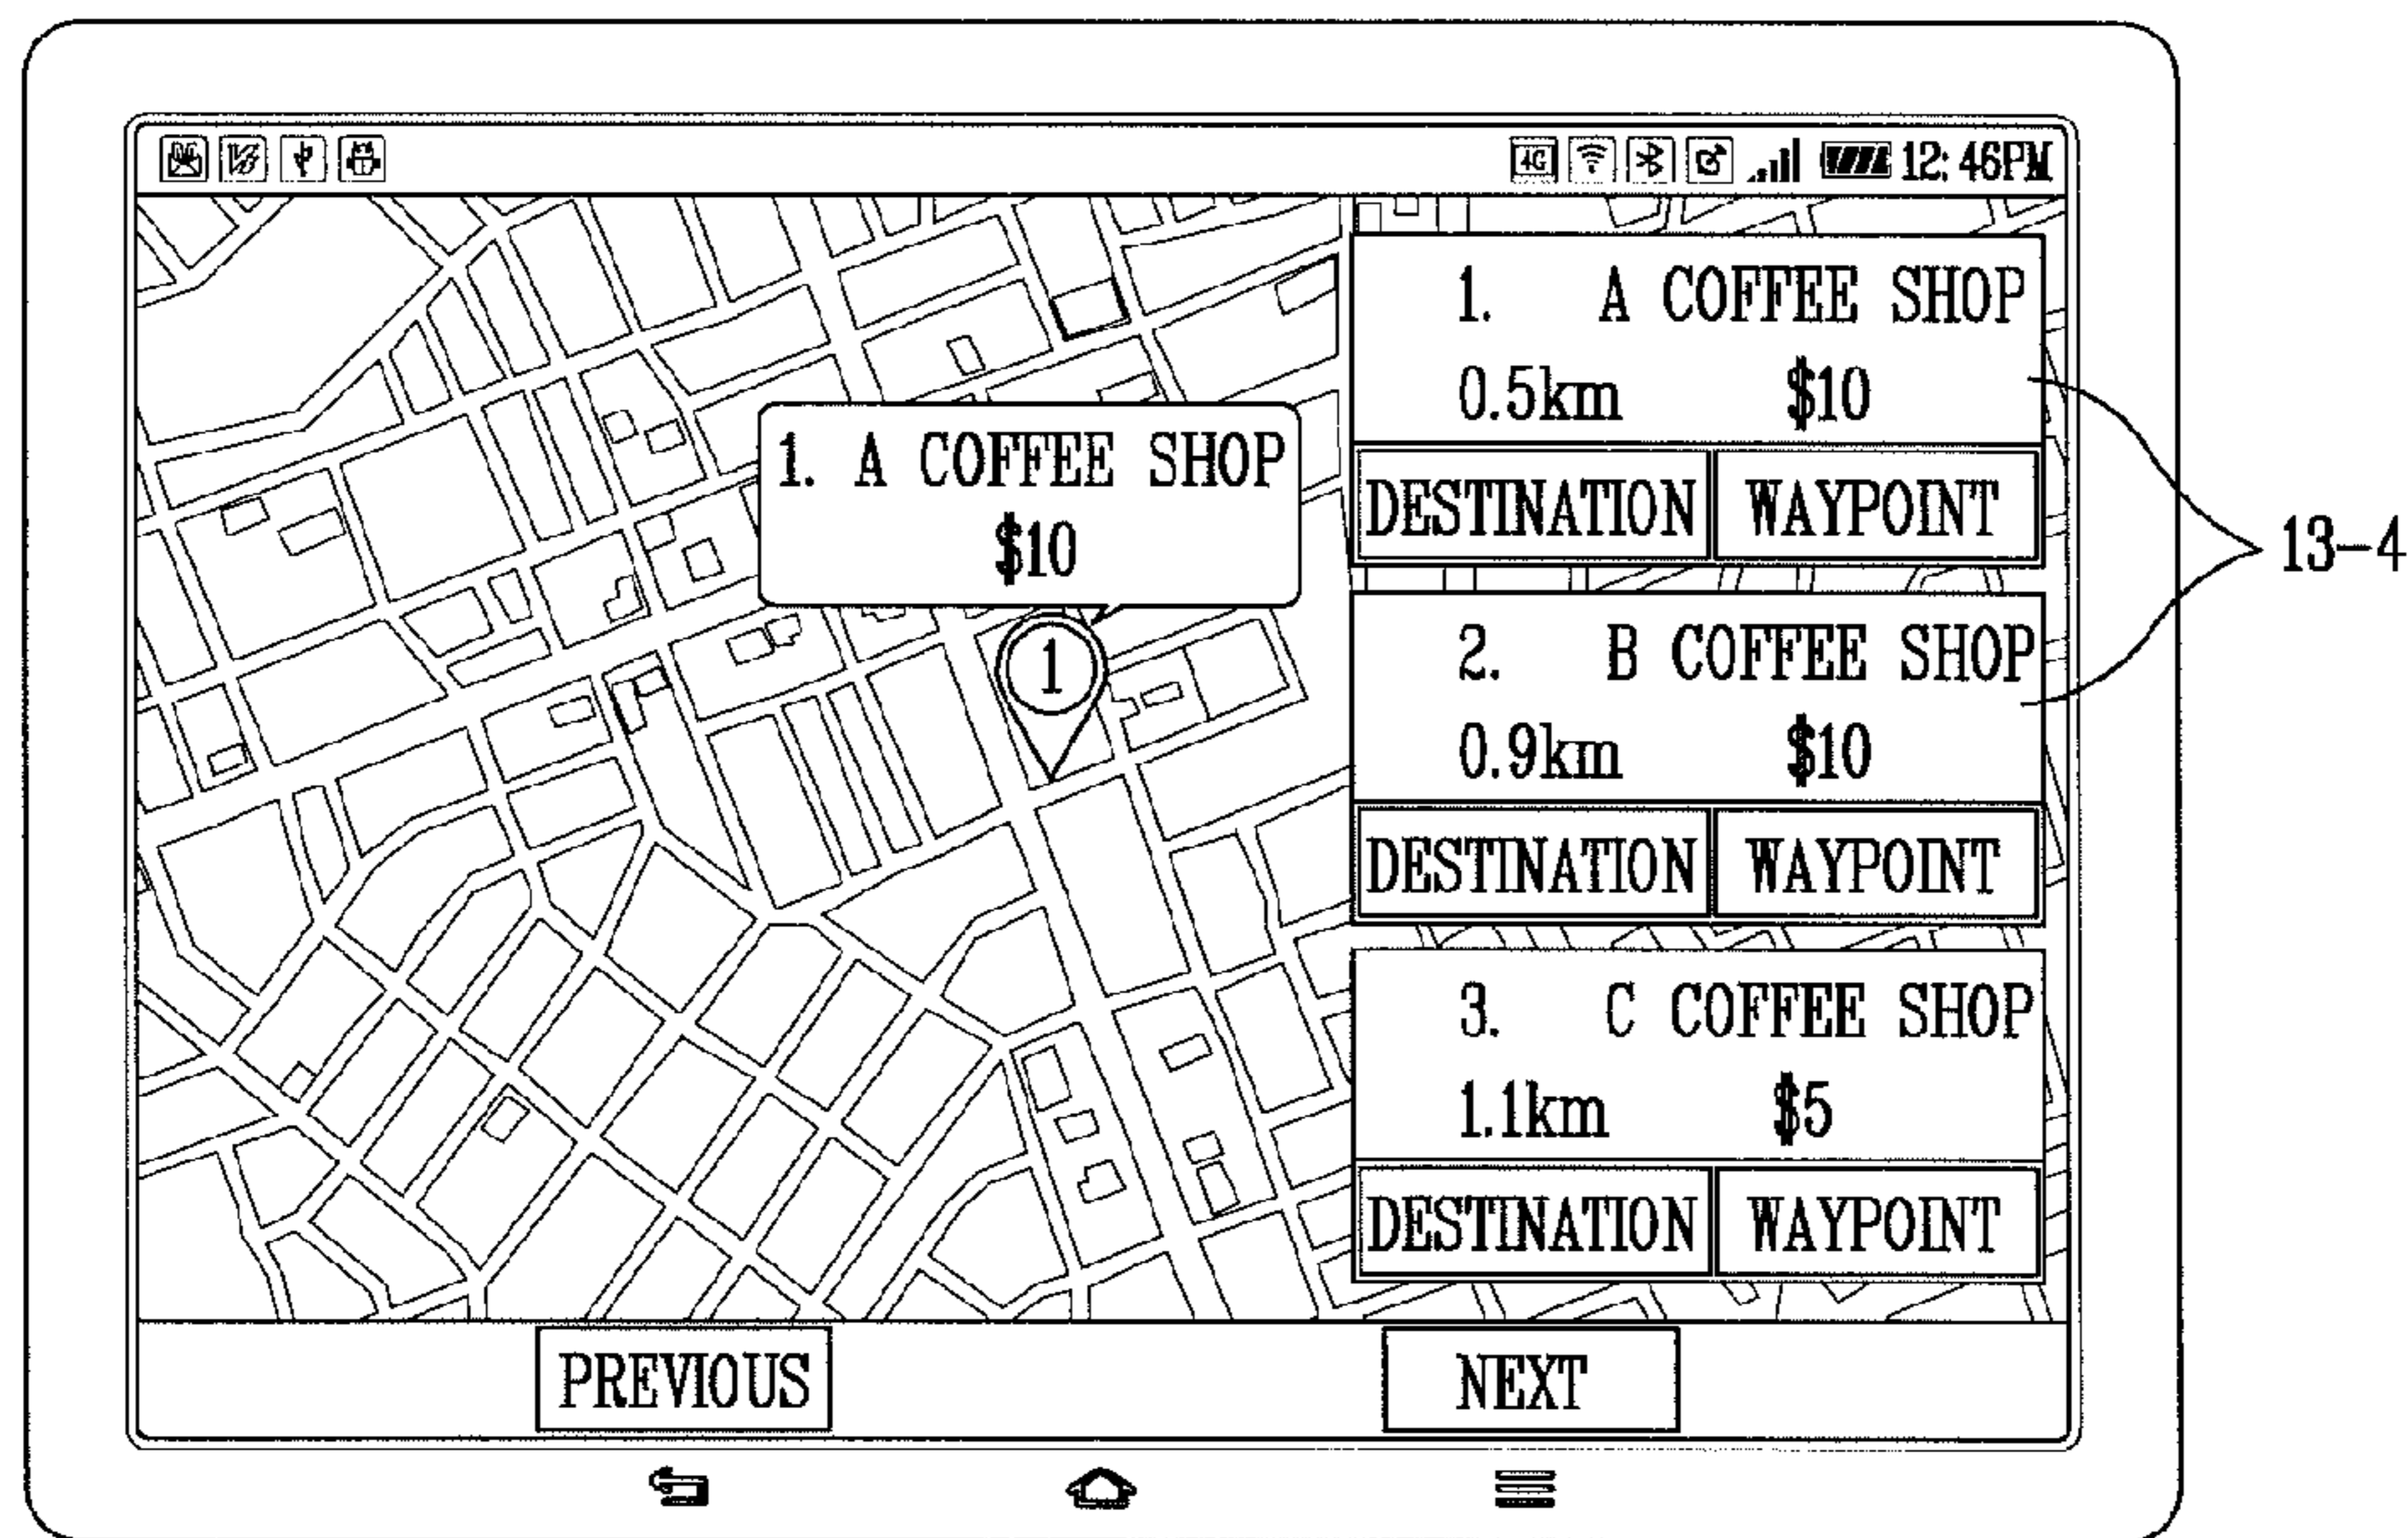 4G 12:46PM
1. A COFFEE SHOP
$10
1
1. A COFFEE SHOP
0.5km $10
DESTINATION WAYPOINT
2. B COFFEE SHOP
0.9km $10
DESTINATION WAYPOINT
3. C COFFEE SHOP
1.1km $5
DESTINATION WAYPOINT
13-4
PREVIOUS NEXT